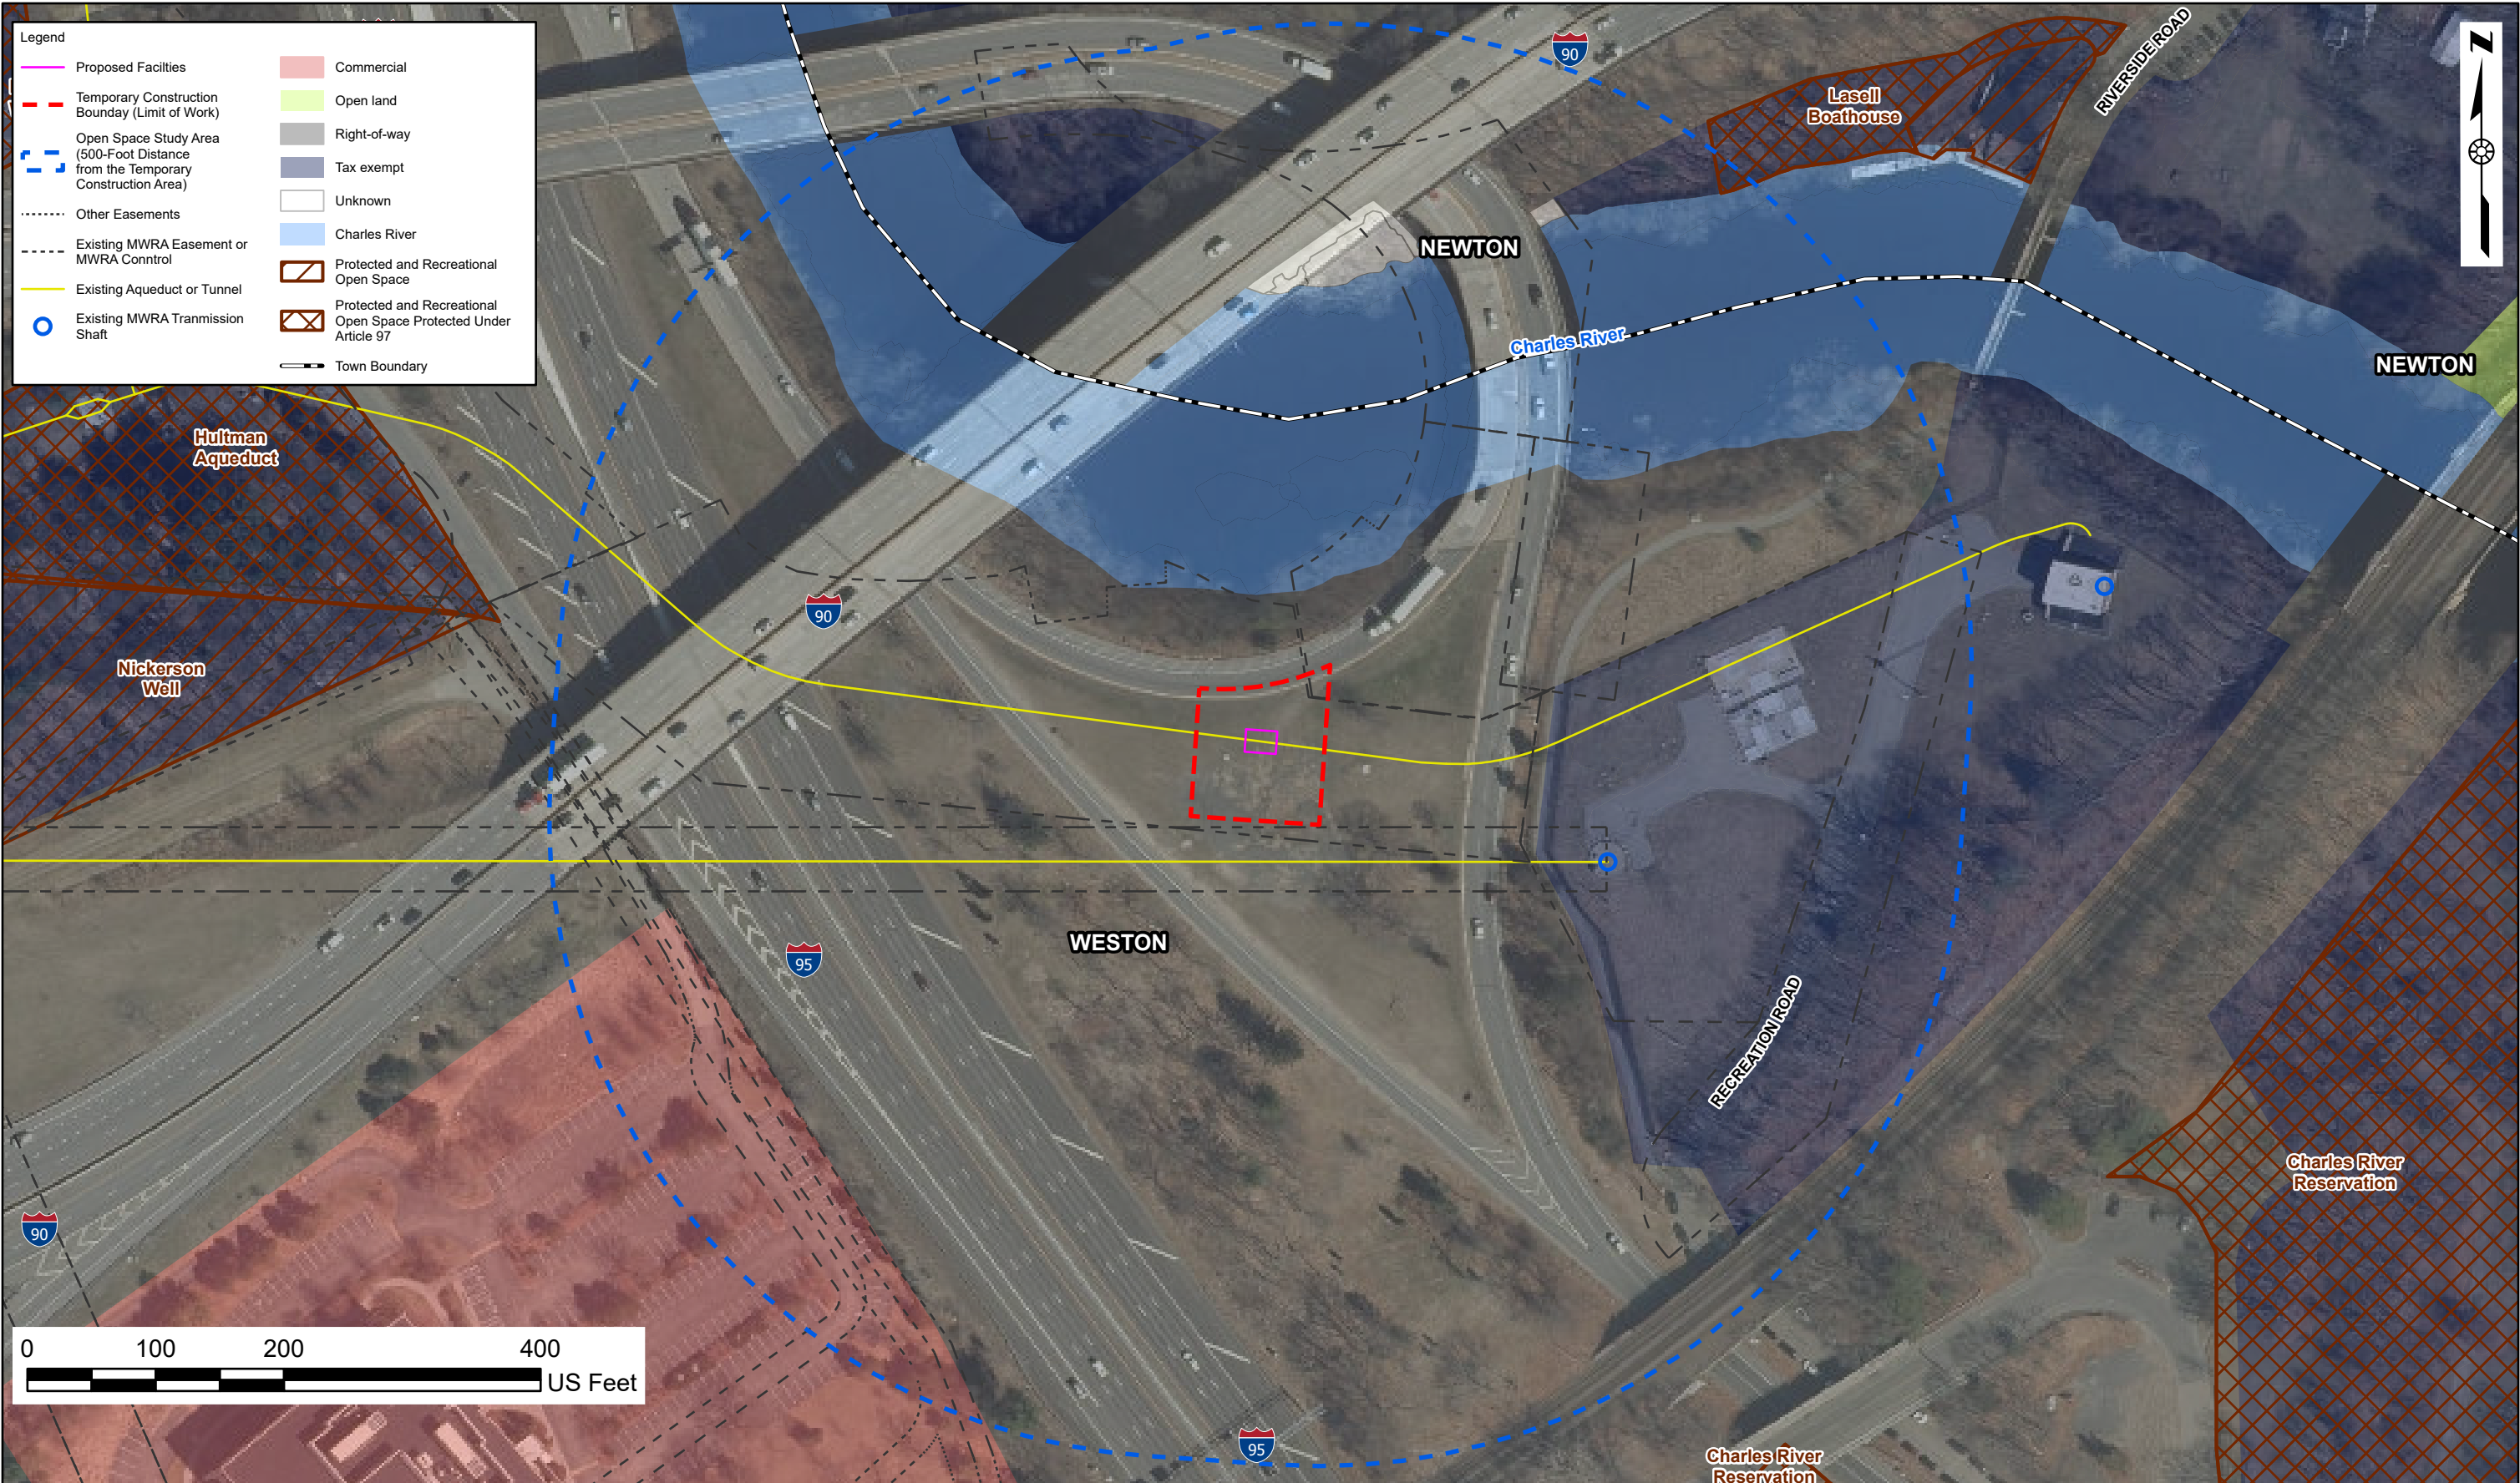 Legend
Proposed Facilties
Temporary Construction
Bounday (Limit of Work)
Open Space Study Area
(500-Foot Distance
from the Temporary
Construction Area)
Other Easements
Existing MWRA Easement or
MWRA Conntrol
Existing Aqueduct or Tunnel
Existing MWRA Tranmission
Shaft
Commercial
Open land
Right-of-way
Tax exempt
Unknown
Charles River
Protected and Recreational
Open Space
Protected and Recreational
Open Space Protected Under
Article 97
Town Boundary
90
Lasell
Boathouse
RIVERSIDE ROAD
N
NEWTON
Charles River
NEWTON
Hultman
Aqueduct
90
Nickerson
Well
WESTON
95
RECREATION ROAD
Charles River
Reservation
90
0 100 200 400
US Feet
95
Charles River
Reservation